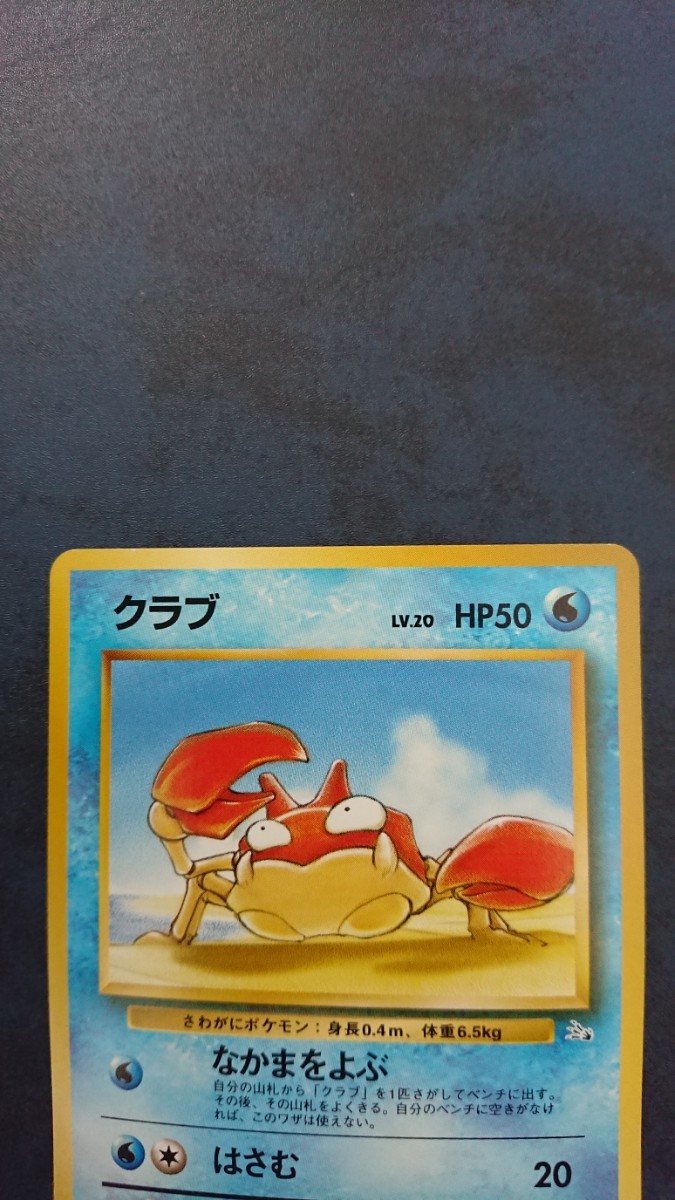 クラブ LV.20 HP50
さわがにポケモン：身長0.4m、体重6.5kg
なかまをよぶ
自分の山札から「クラブ」を1匹さがしてベンチに出す。
その後、その山札をよくきる。自分のベンチに空きがなけ
れば、このワザは使えない。
はさむ 20